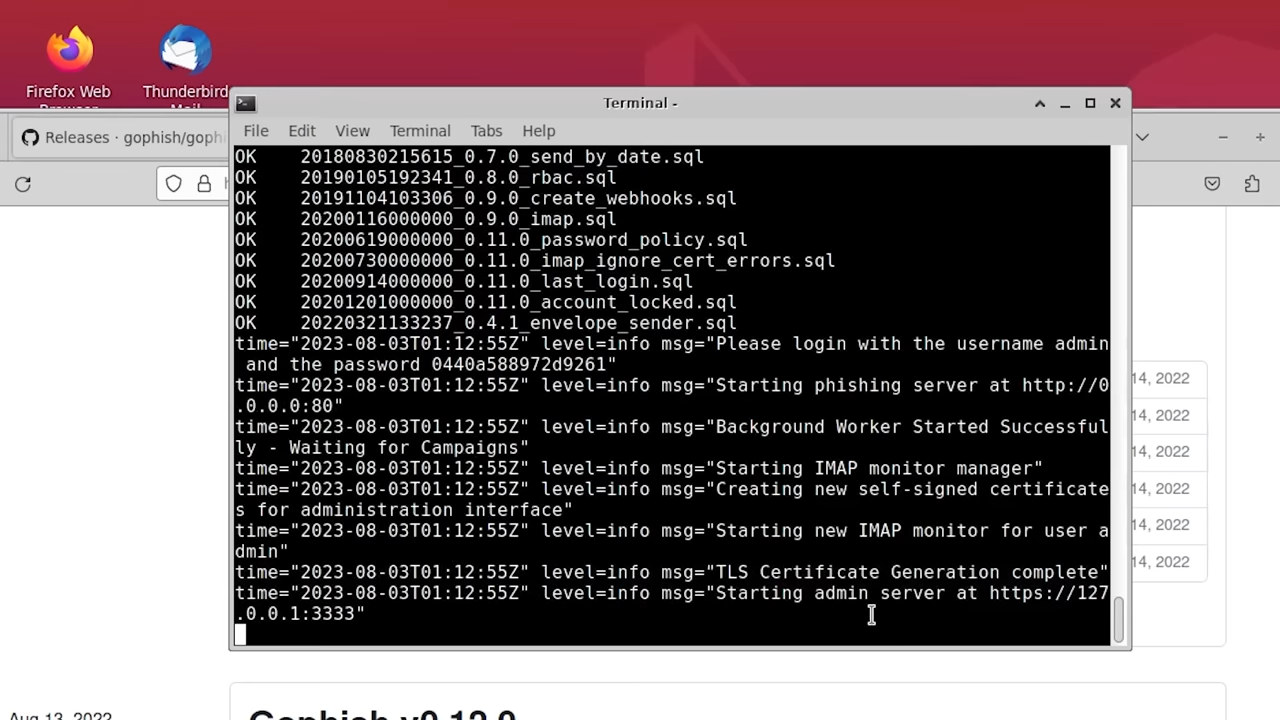 Firefox Web
Browser
Thunderbird
Mail
Terminal -
Releases · gophish/goph
File Edit View Terminal Tabs Help
OK 20180830215615_0.7.0_send_by_date.sql
OK 20190105192341_0.8.0_rbac.sql
OK 20191104103306_0.9.0_create_webhooks.sql
OK 20200116000000_0.9.0_imap.sql
OK 20200619000000_0.11.0_password_policy.sql
OK 20200730000000_0.11.0_imap_ignore_cert_errors.sql
OK 20200914000000_0.11.0_last_login.sql
OK 20201201000000_0.11.0_account_locked.sql
OK 20220321133237_0.4.1_envelope_sender.sql
time="2023-08-03T01:12:55Z" level=info msg="Please login with the username admin
and the password 0440a588972d9261"
time="2023-08-03T01:12:55Z" level=info msg="Starting phishing server at http://0
.0.0.0:80"
time="2023-08-03T01:12:55Z" level=info msg="Background Worker Started Successful
ly - Waiting for Campaigns"
time="2023-08-03T01:12:55Z" level=info msg="Starting IMAP monitor manager"
time="2023-08-03T01:12:55Z" level=info msg="Creating new self-signed certificate
s for administration interface"
time="2023-08-03T01:12:55Z" level=info msg="Starting new IMAP monitor for user a
dmin"
time="2023-08-03T01:12:55Z" level=info msg="TLS Certificate Generation complete"
time="2023-08-03T01:12:55Z" level=info msg="Starting admin server at https://127
.0.0.1:3333"
14, 2022
14, 2022
14, 2022
14, 2022
14, 2022
14, 2022
Aug 13, 2022
Gophish v0.12.0